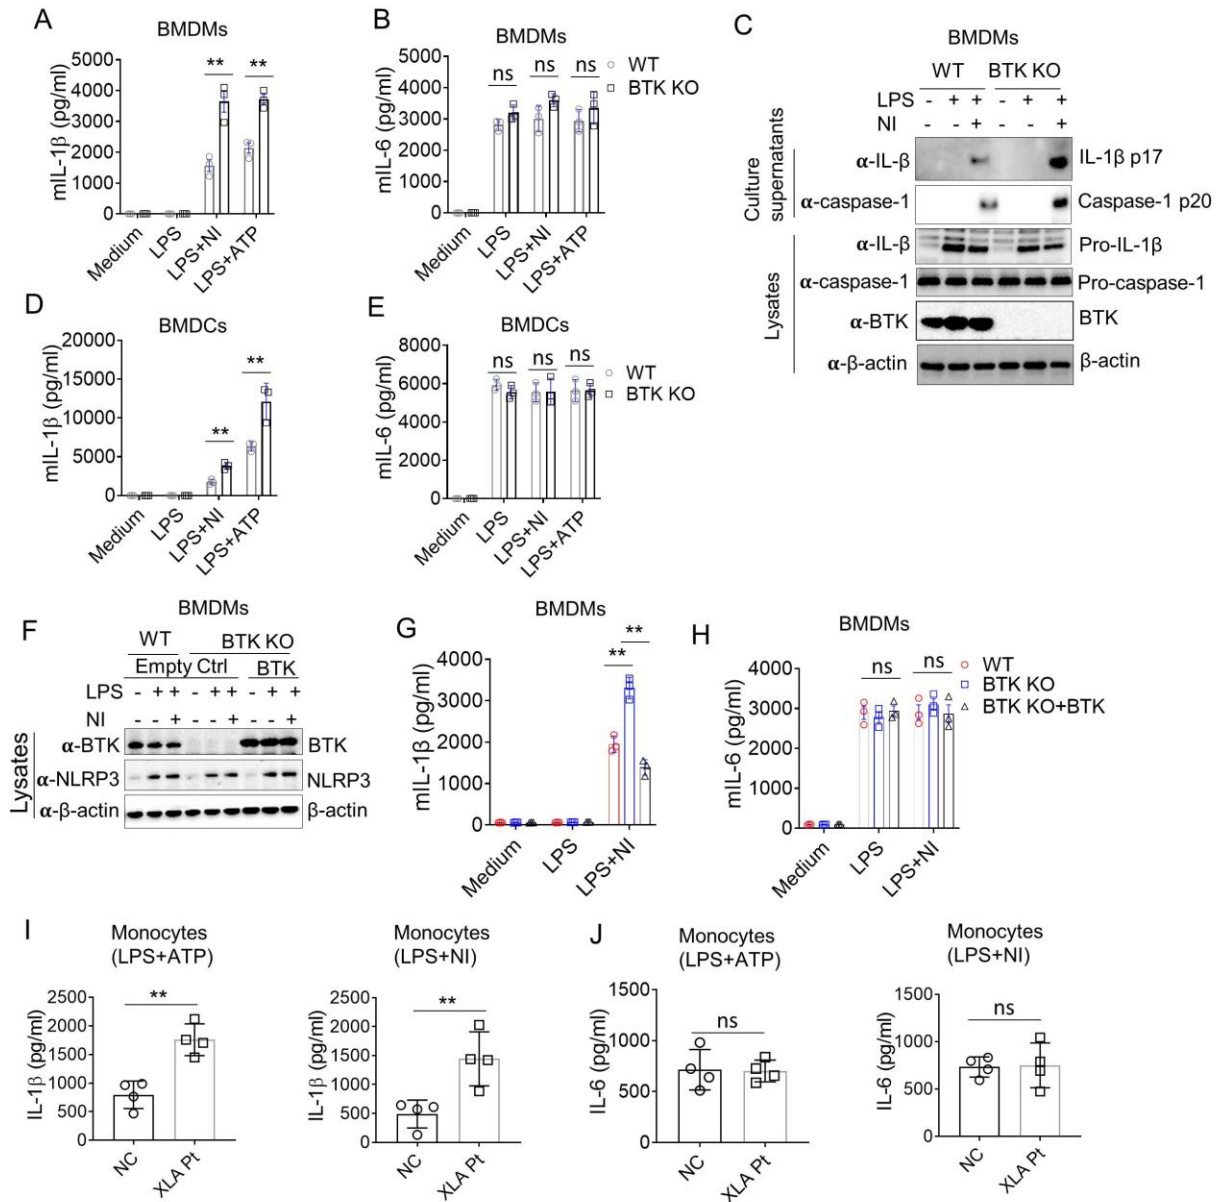 A
BMDMs
mIL-1β (pg/ml)
5000
4000
3000
2000
1000
0
** **
Medium
LPS
LPS+NI
LPS+ATP
B
BMDMs
mIL-6 (pg/ml)
5000
4000
3000
2000
1000
0
ns ns ns
WT
BTK KO
Medium
LPS
LPS+NI
LPS+ATP
C
BMDMs
WT BTK KO
LPS - + + - + +
NI - - + - - +
Culture
supernatants
α-IL-β IL-1β p17
α-caspase-1 Caspase-1 p20
Lysates
α-IL-β Pro-IL-1β
α-caspase-1 Pro-caspase-1
α-BTK BTK
α-β-actin β-actin
D
BMDCs
mIL-1β (pg/ml)
20000
15000
10000
5000
0
** **
Medium
LPS
LPS+NI
LPS+ATP
E
BMDCs
mIL-6 (pg/ml)
8000
6000
4000
2000
0
ns ns ns
WT
BTK KO
Medium
LPS
LPS+NI
LPS+ATP
F
BMDMs
WT BTK KO
Empty Ctrl BTK
LPS - + + - + + - + +
NI - - + - - + - - +
Lysates
α-BTK BTK
α-NLRP3 NLRP3
α-β-actin β-actin
G
BMDMs
mIL-1β (pg/ml)
4000
3000
2000
1000
0
**
**
Medium
LPS
LPS+NI
H
BMDMs
mIL-6 (pg/ml)
4000
3000
2000
1000
0
ns ns
WT
BTK KO
BTK KO+BTK
Medium
LPS
LPS+NI
I
Monocytes
(LPS+ATP)
IL-1β (pg/ml)
2500
2000
1500
1000
500
0
**
NC
XLA Pt
Monocytes
(LPS+NI)
IL-1β (pg/ml)
2500
2000
1500
1000
500
0
**
NC
XLA Pt
J
Monocytes
(LPS+ATP)
IL-6 (pg/ml)
1500
1000
500
0
ns
NC
XLA Pt
Monocytes
(LPS+NI)
IL-6 (pg/ml)
1500
1000
500
0
ns
NC
XLA Pt